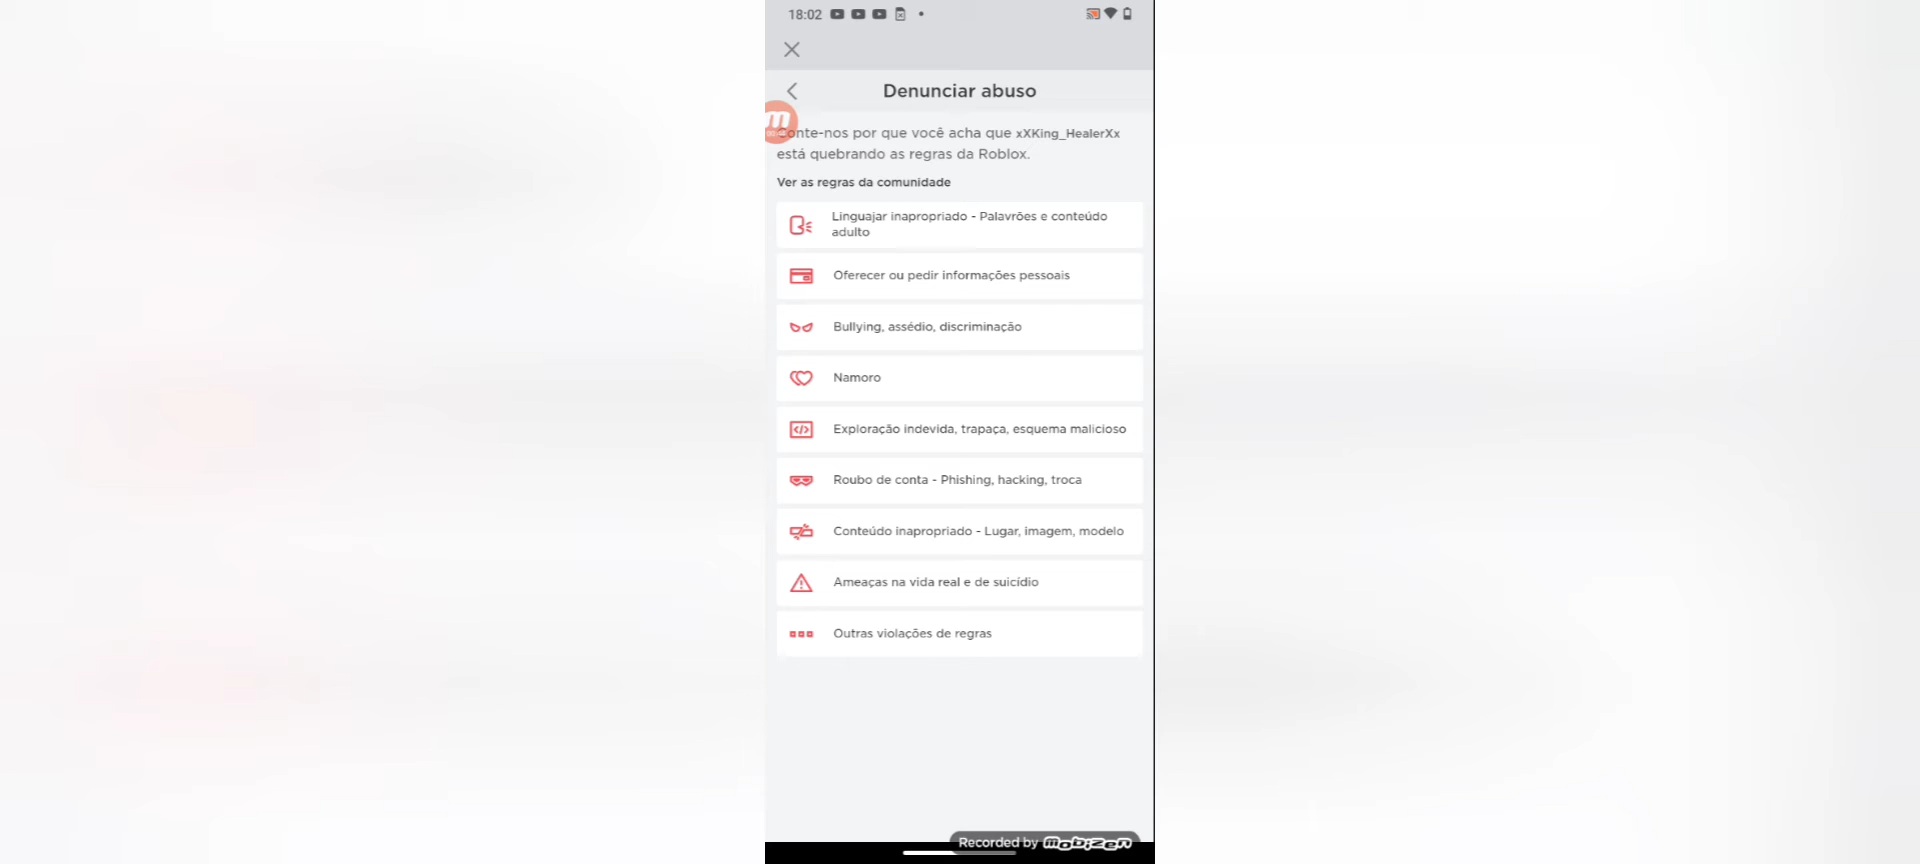 18:02
Denunciar abuso
Conte-nos por que você acha que xXKing_HealerXx
está quebrando as regras da Roblox.
Ver as regras da comunidade
Linguajar inapropriado - Palavrões e conteúdo
adulto
Oferecer ou pedir informações pessoais
Bullying, assédio, discriminação
Namoro
Exploração indevida, trapaça, esquema malicioso
Roubo de conta - Phishing, hacking, troca
Conteúdo inapropriado - Lugar, imagem, modelo
Ameaças na vida real e de suicídio
Outras violações de regras
Recorded by mobizen